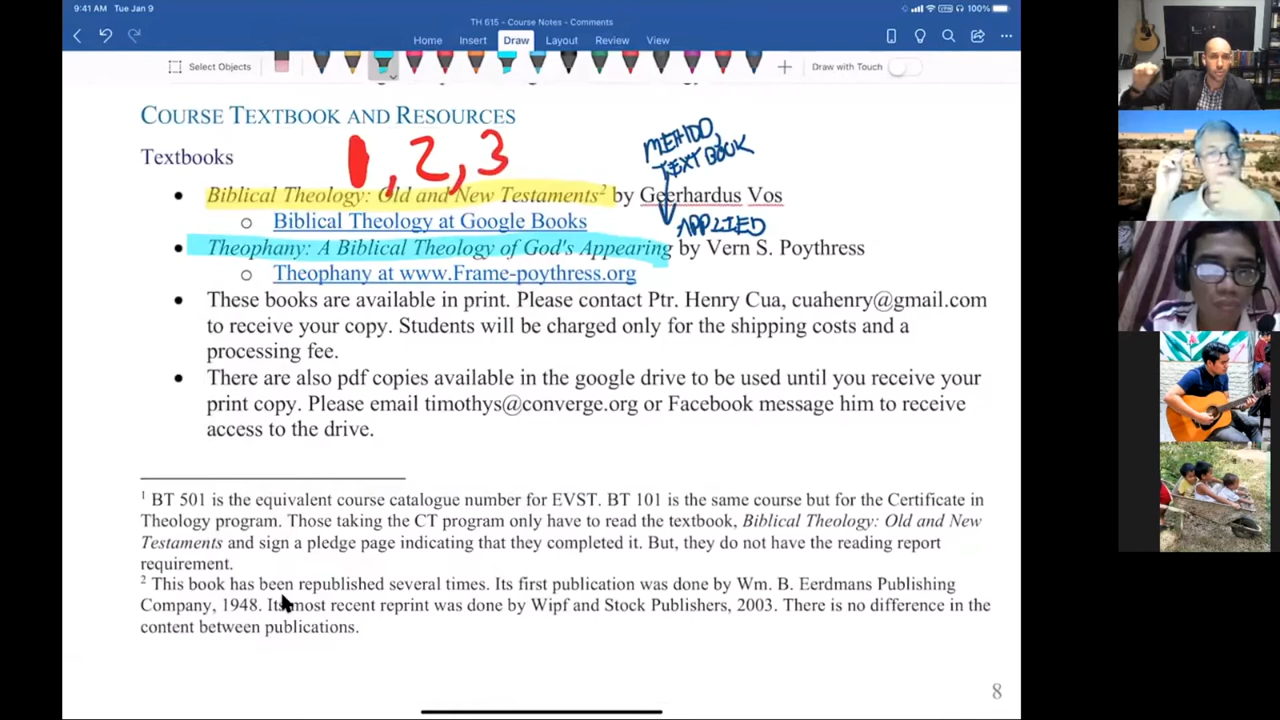 9:41 AM Tue Jan 9
100%
TH 615 - Course Notes - Comments
Home Insert Draw Layout Review View
Select Objects
Draw with Touch
COURSE TEXTBOOK AND RESOURCES
1, 2, 3
METHOD,
TEXTBOOK
Textbooks
• Biblical Theology: Old and New Testaments2 by Geerhardus Vos
o Biblical Theology at Google Books
APPLIED
• Theophany: A Biblical Theology of God's Appearing by Vern S. Poythress
o Theophany at www.Frame-poythress.org
• These books are available in print. Please contact Ptr. Henry Cua, cuahenry@gmail.com
to receive your copy. Students will be charged only for the shipping costs and a
processing fee.
• There are also pdf copies available in the google drive to be used until you receive your
print copy. Please email timothys@converge.org or Facebook message him to receive
access to the drive.
1 BT 501 is the equivalent course catalogue number for EVST. BT 101 is the same course but for the Certificate in
Theology program. Those taking the CT program only have to read the textbook, Biblical Theology: Old and New
Testaments and sign a pledge page indicating that they completed it. But, they do not have the reading report
requirement.
2 This book has been republished several times. Its first publication was done by Wm. B. Eerdmans Publishing
Company, 1948. Its most recent reprint was done by Wipf and Stock Publishers, 2003. There is no difference in the
content between publications.
8